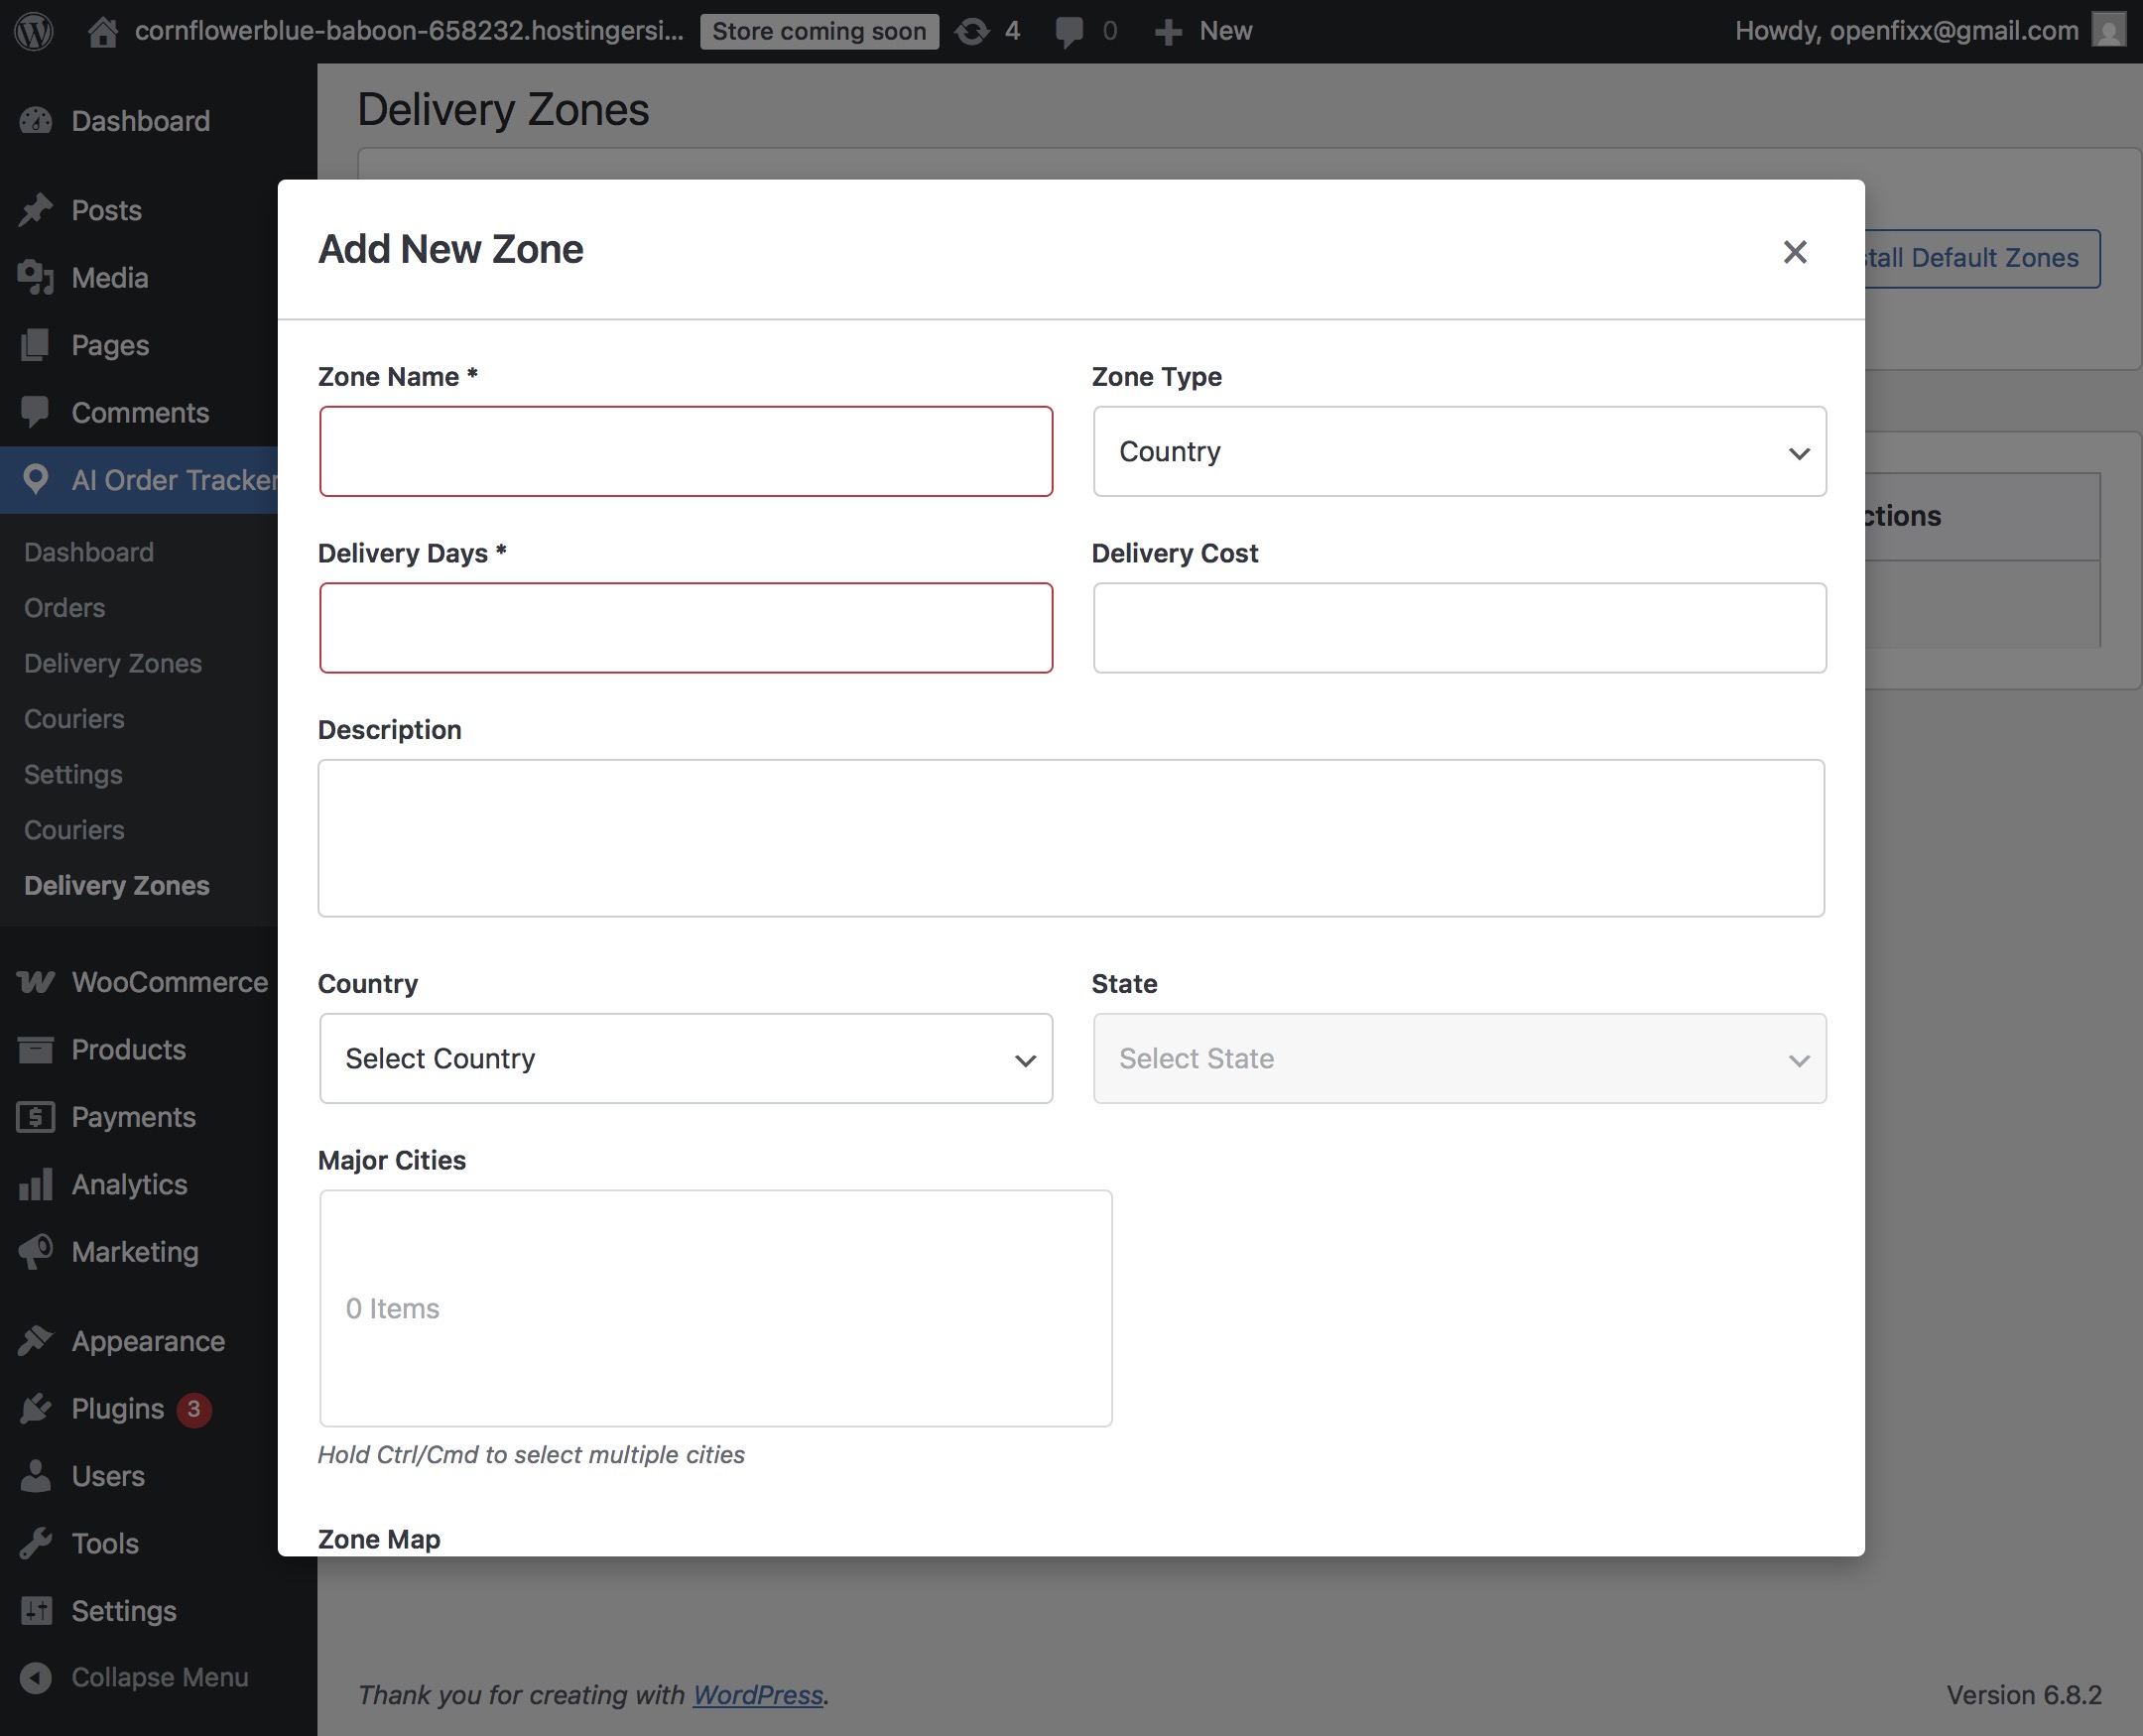 cornflowerblue-baboon-658232.hostingersi...
Store coming soon
4
0
New
Howdy, openfixx@gmail.com
Dashboard
Posts
Media
Pages
Comments
AI Order Tracker
Dashboard
Orders
Delivery Zones
Couriers
Settings
Couriers
Delivery Zones
WooCommerce
Products
Payments
Analytics
Marketing
Appearance
Plugins 3
Users
Tools
Settings
Collapse Menu
Delivery Zones
tall Default Zones
ctions
Add New Zone
Zone Name *
Zone Type
Country
Delivery Days *
Delivery Cost
Description
Country
State
Select Country
Select State
Major Cities
0 Items
Hold Ctrl/Cmd to select multiple cities
Zone Map
Thank you for creating with WordPress.
Version 6.8.2